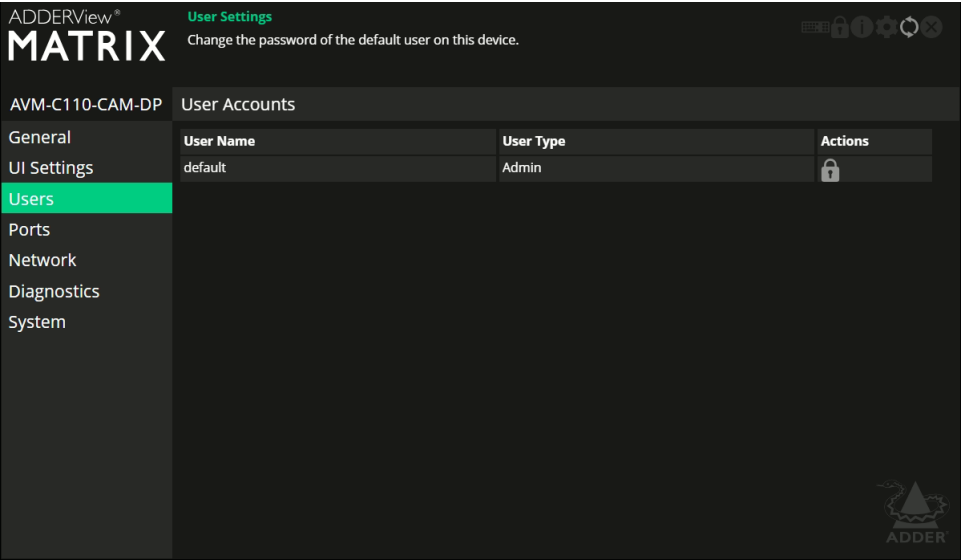 ADDERView®
MATRIX
User Settings
Change the password of the default user on this device.
AVM-C110-CAM-DP
User Accounts
General
UI Settings
Users
Ports
Network
Diagnostics
System
User Name User Type Actions
default Admin
ADDER®